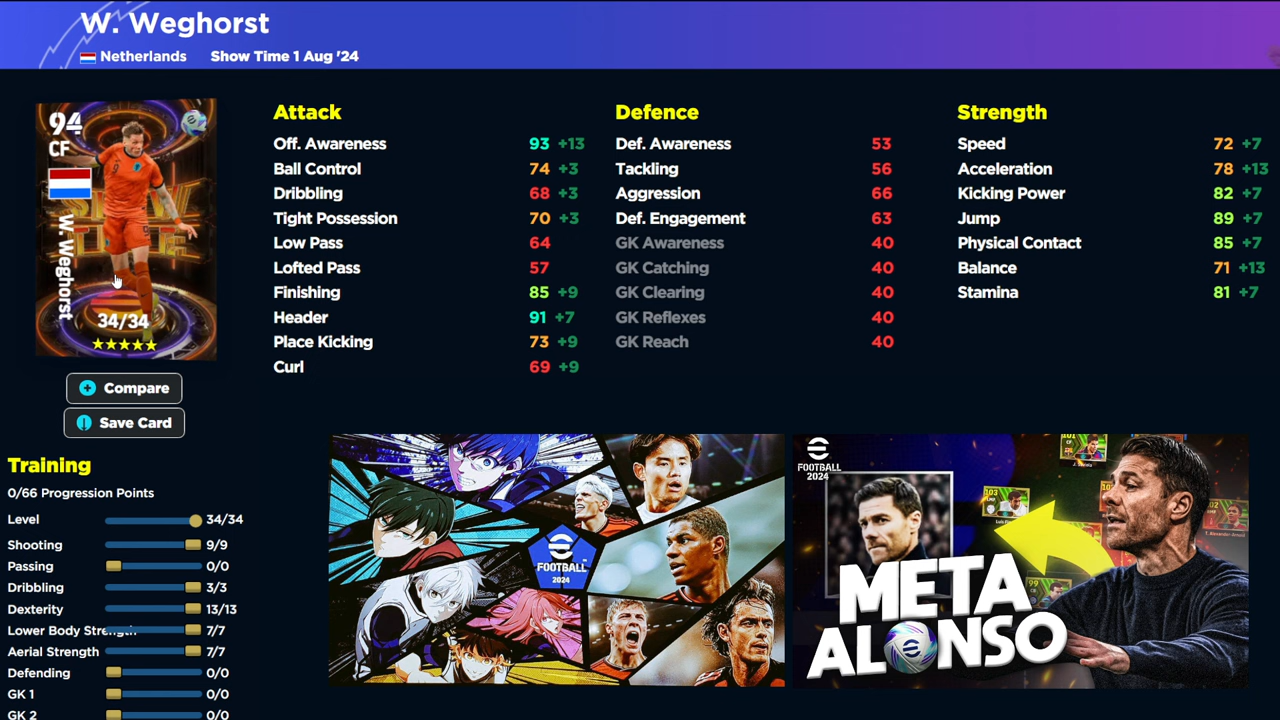 W. Weghorst
Netherlands Show Time 1 Aug '24
94
CF
W. Weghorst
34/34
Compare
Save Card
Attack
Off. Awareness 93 +13
Ball Control 74 +3
Dribbling 68 +3
Tight Possession 70 +3
Low Pass 64
Lofted Pass 57
Finishing 85 +9
Header 91 +7
Place Kicking 73 +9
Curl 69 +9
Defence
Def. Awareness 53
Tackling 56
Aggression 66
Def. Engagement 63
GK Awareness 40
GK Catching 40
GK Clearing 40
GK Reflexes 40
GK Reach 40
Strength
Speed 72 +7
Acceleration 78 +13
Kicking Power 82 +7
Jump 89 +7
Physical Contact 85 +7
Balance 71 +13
Stamina 81 +7
Training
0/66 Progression Points
Level 34/34
Shooting 9/9
Passing 0/0
Dribbling 3/3
Dexterity 13/13
Lower Body Strength 7/7
Aerial Strength 7/7
Defending 0/0
GK 1 0/0
GK 2 0/0
FOOTBALL
2024
FOOTBALL
2024
101
103
99
102
META
ALONSO